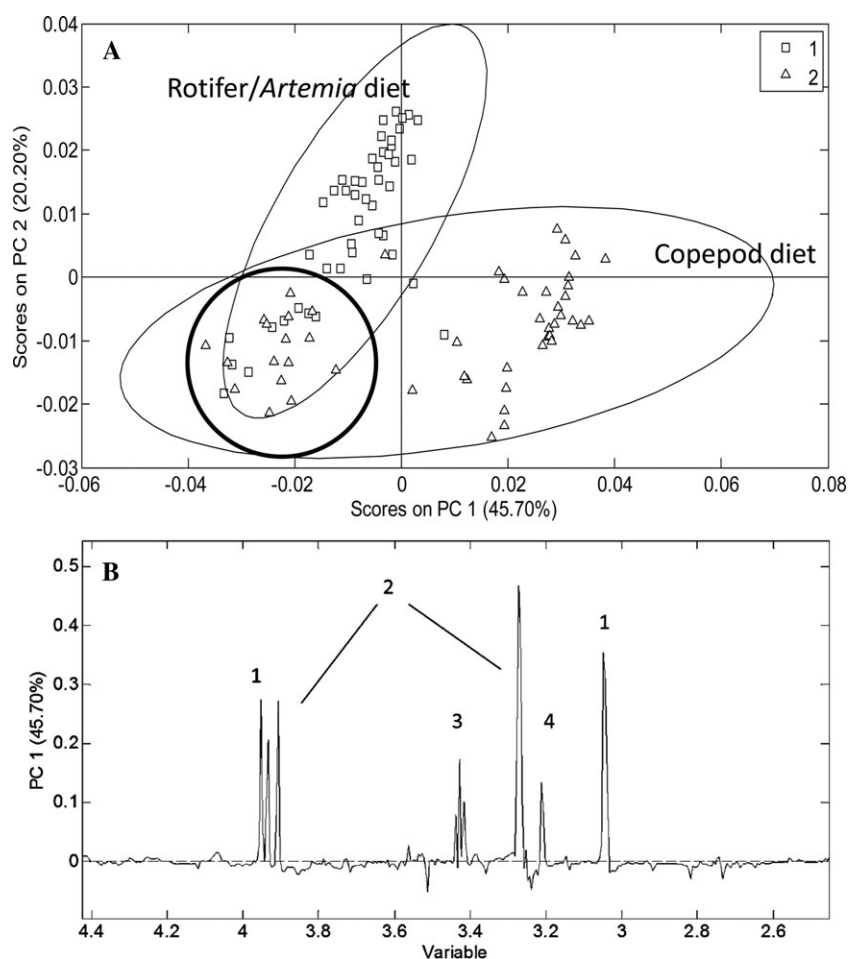 A
Rotifer/Artemia diet
Copepod diet
1
2
Scores on PC 2 (20.20%)
0.04
0.03
0.02
0.01
0
-0.01
-0.02
-0.03
-0.06 -0.04 -0.02 0 0.02 0.04 0.06 0.08
Scores on PC 1 (45.70%)
B
2
1
1
3
4
PC 1 (45.70%)
0.5
0.4
0.3
0.2
0.1
0
4.4 4.2 4 3.8 3.6 3.4 3.2 3 2.8 2.6
Variable